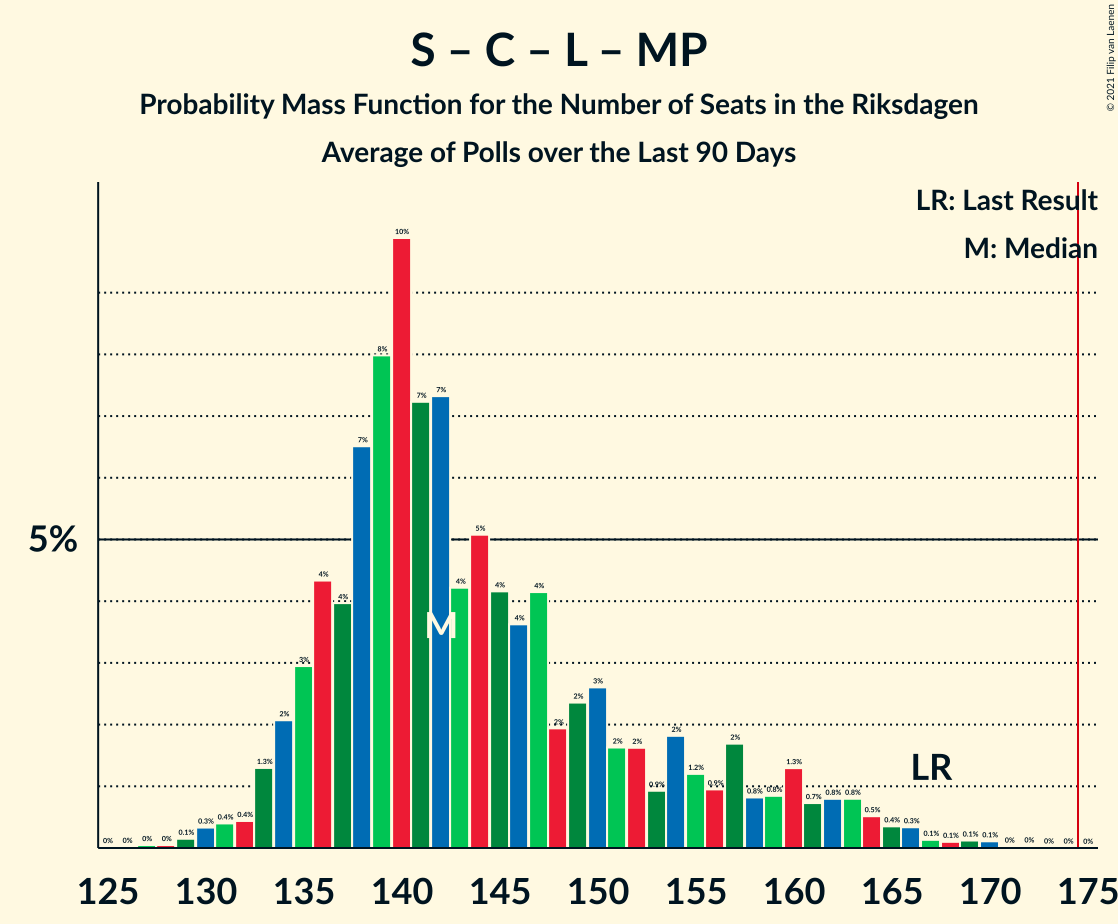 S – C – L – MP
Probability Mass Function for the Number of Seats in the Riksdagen
Average of Polls over the Last 90 Days
© 2021 Filip van Laenen
LR: Last Result
M: Median
5%
0% 0% 0% 0% 0.1% 0.3% 0.4% 0.4% 1.3% 2% 3% 4% 4% 7% 8% 10% 7% 7% 4% 5% 4% 4% 4% 2% 2% 3% 2% 2% 0.9% 2% 1.2% 0.9% 2% 0.8% 0.8% 1.3% 0.7% 0.8% 0.8% 0.5% 0.4% 0.3% 0.1% 0.1% 0.1% 0.1% 0% 0% 0% 0% 0%
M
LR
125 130 135 140 145 150 155 160 165 170 175